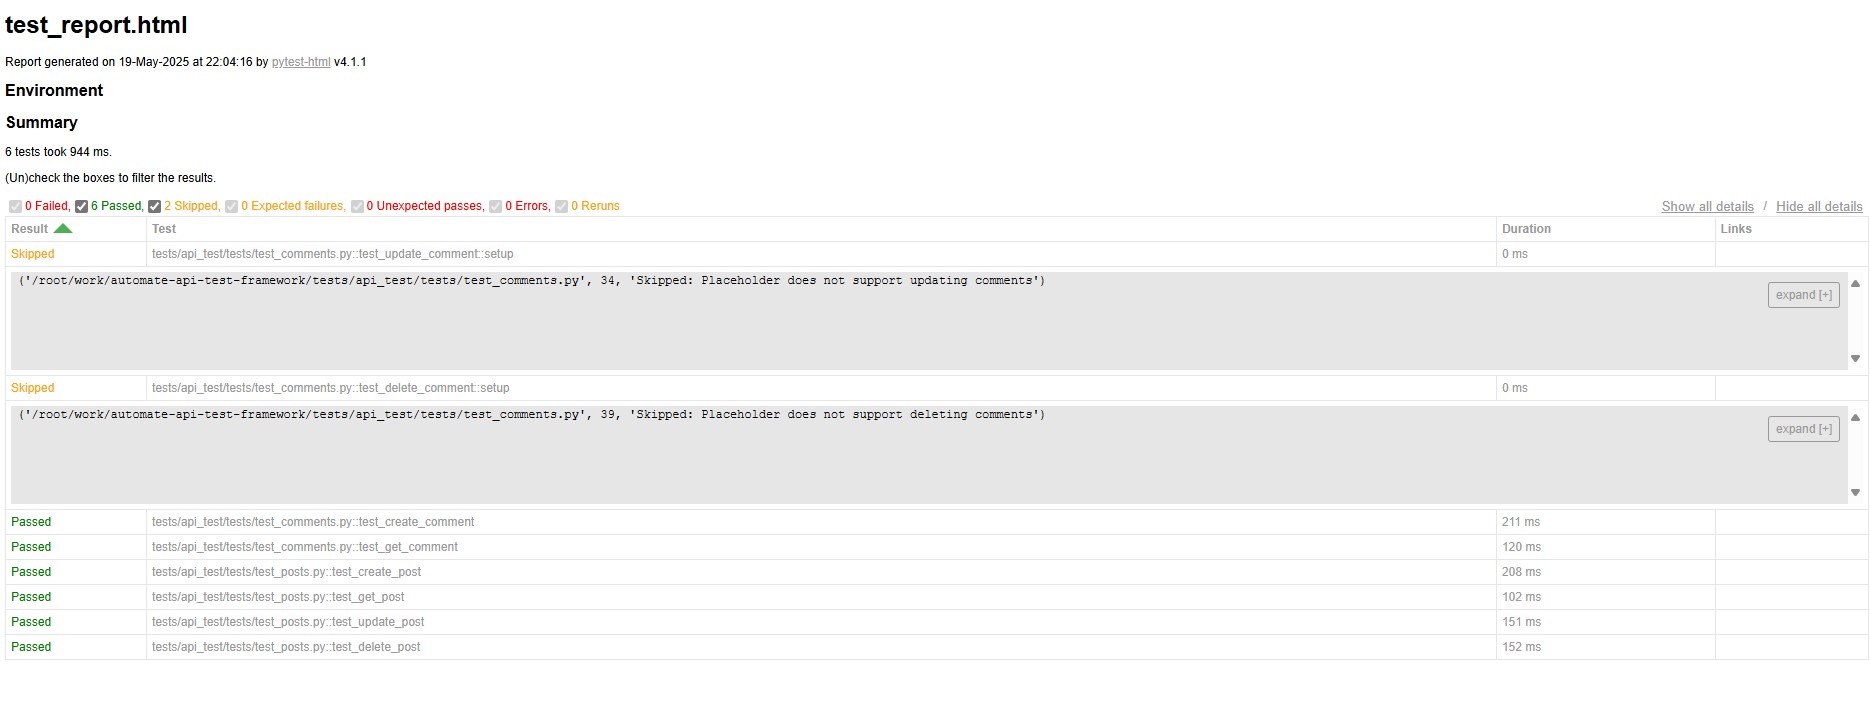 test_report.html
Report generated on 19-May-2025 at 22:04:16 by pytest-html v4.1.1
Environment
Summary
6 tests took 944 ms.
(Un)check the boxes to filter the results.
0 Failed, 6 Passed, 2 Skipped, 0 Expected failures, 0 Unexpected passes, 0 Errors, 0 Reruns Show all details / Hide all details
Result Test Duration Links
Skipped tests/api_test/tests/test_comments.py::test_update_comment::setup 0 ms
('/root/work/automate-api-test-framework/tests/api_test/tests/test_comments.py', 34, 'Skipped: Placeholder does not support updating comments')
expand [+]
Skipped tests/api_test/tests/test_comments.py::test_delete_comment::setup 0 ms
('/root/work/automate-api-test-framework/tests/api_test/tests/test_comments.py', 39, 'Skipped: Placeholder does not support deleting comments')
expand [+]
Passed tests/api_test/tests/test_comments.py::test_create_comment 211 ms
Passed tests/api_test/tests/test_comments.py::test_get_comment 120 ms
Passed tests/api_test/tests/test_posts.py::test_create_post 208 ms
Passed tests/api_test/tests/test_posts.py::test_get_post 102 ms
Passed tests/api_test/tests/test_posts.py::test_update_post 151 ms
Passed tests/api_test/tests/test_posts.py::test_delete_post 152 ms